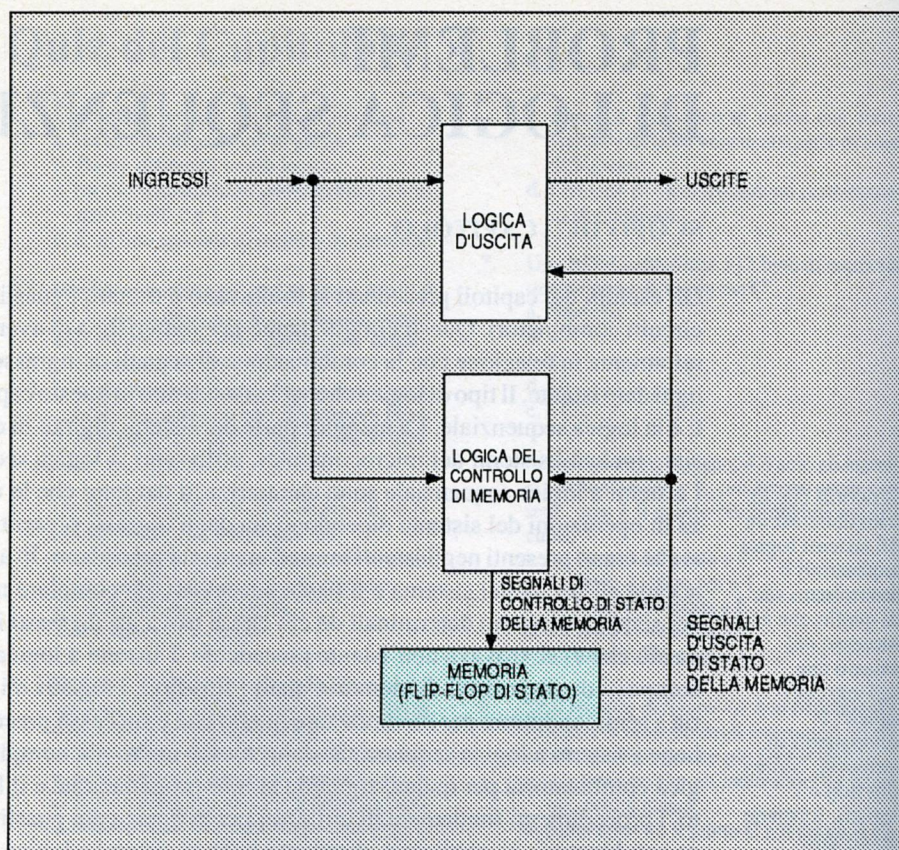 INGRESSI
USCITE
LOGICA
D'USCITA
LOGICA DEL
CONTROLLO
DI MEMORIA
SEGNALI DI
CONTROLLO DI STATO
DELLA MEMORIA
SEGNALI
D'USCITA
DI STATO
DELLA MEMORIA
MEMORIA
(FLIP-FLOP DI STATO)